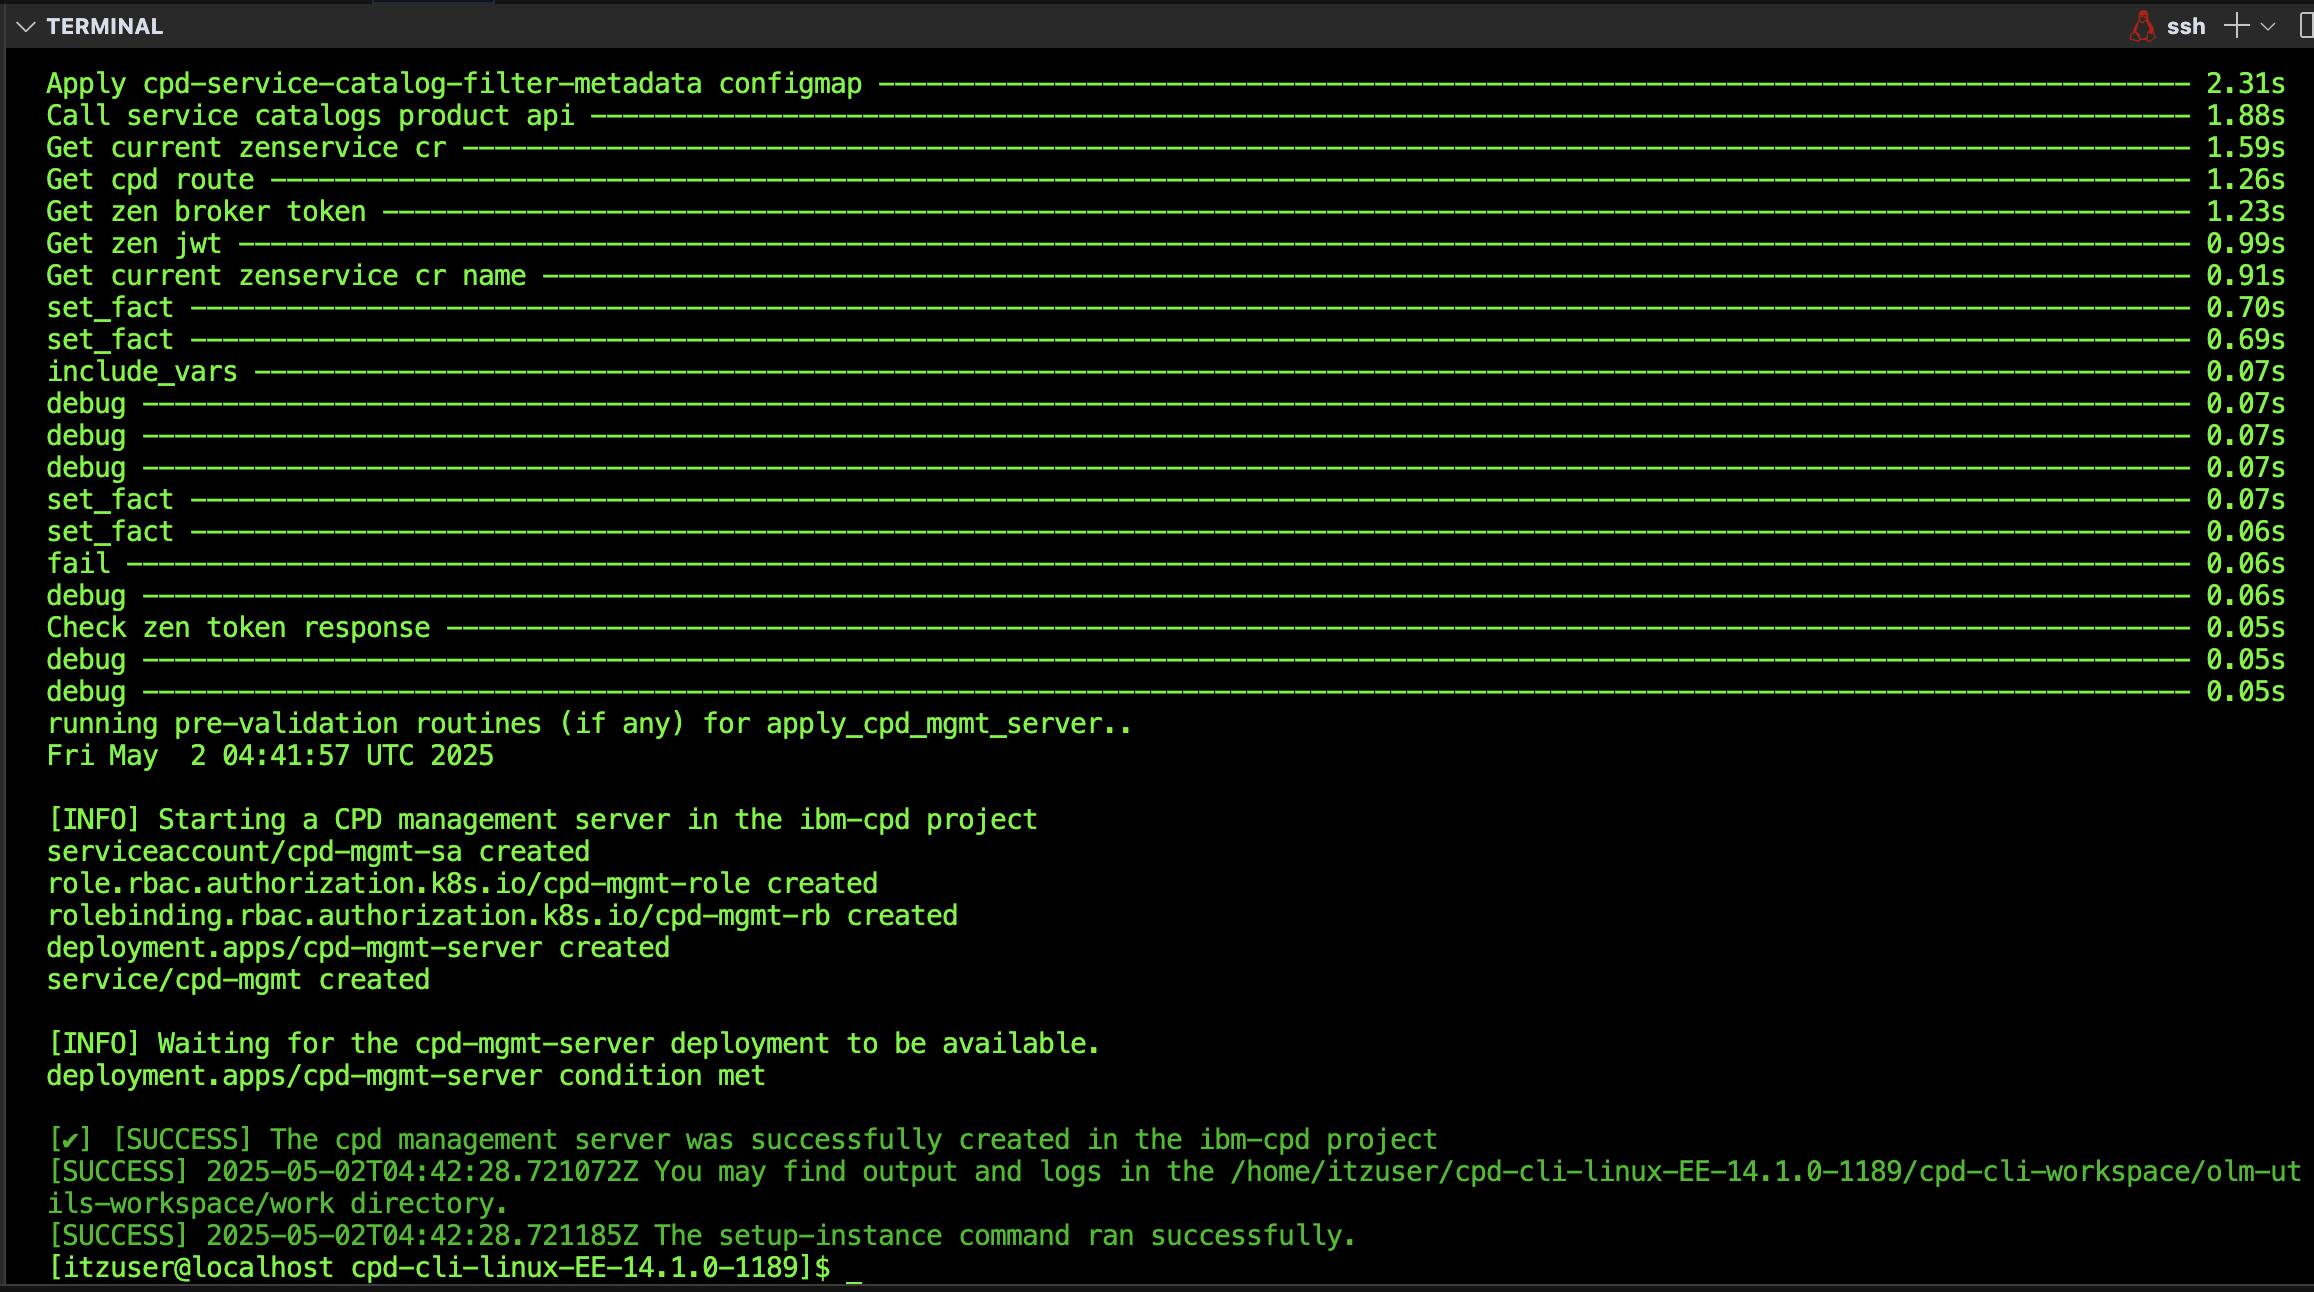 TERMINAL
ssh
Apply cpd-service-catalog-filter-metadata configmap 2.31s
Call service catalogs product api 1.88s
Get current zenservice cr 1.59s
Get cpd route 1.26s
Get zen broker token 1.23s
Get zen jwt 0.99s
Get current zenservice cr name 0.91s
set_fact 0.70s
set_fact 0.69s
include_vars 0.07s
debug 0.07s
debug 0.07s
debug 0.07s
set_fact 0.07s
set_fact 0.06s
fail 0.06s
debug 0.06s
Check zen token response 0.05s
debug 0.05s
debug 0.05s
running pre-validation routines (if any) for apply_cpd_mgmt_server..
Fri May  2 04:41:57 UTC 2025
[INFO] Starting a CPD management server in the ibm-cpd project
serviceaccount/cpd-mgmt-sa created
role.rbac.authorization.k8s.io/cpd-mgmt-role created
rolebinding.rbac.authorization.k8s.io/cpd-mgmt-rb created
deployment.apps/cpd-mgmt-server created
service/cpd-mgmt created
[INFO] Waiting for the cpd-mgmt-server deployment to be available.
deployment.apps/cpd-mgmt-server condition met
[✔] [SUCCESS] The cpd management server was successfully created in the ibm-cpd project
[SUCCESS] 2025-05-02T04:42:28.721072Z You may find output and logs in the /home/itzuser/cpd-cli-linux-EE-14.1.0-1189/cpd-cli-workspace/olm-ut
ils-workspace/work directory.
[SUCCESS] 2025-05-02T04:42:28.721185Z The setup-instance command ran successfully.
[itzuser@localhost cpd-cli-linux-EE-14.1.0-1189]$ _